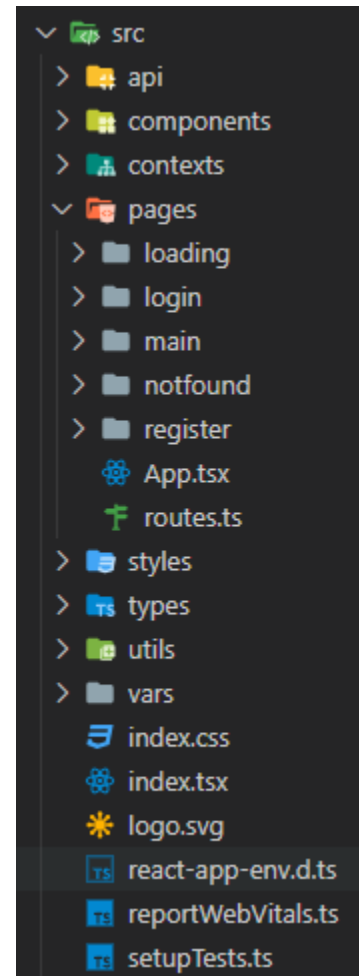 src
api
components
contexts
pages
loading
login
main
notfound
register
App.tsx
routes.ts
styles
types
utils
vars
index.css
index.tsx
logo.svg
react-app-env.d.ts
reportWebVitals.ts
setupTests.ts